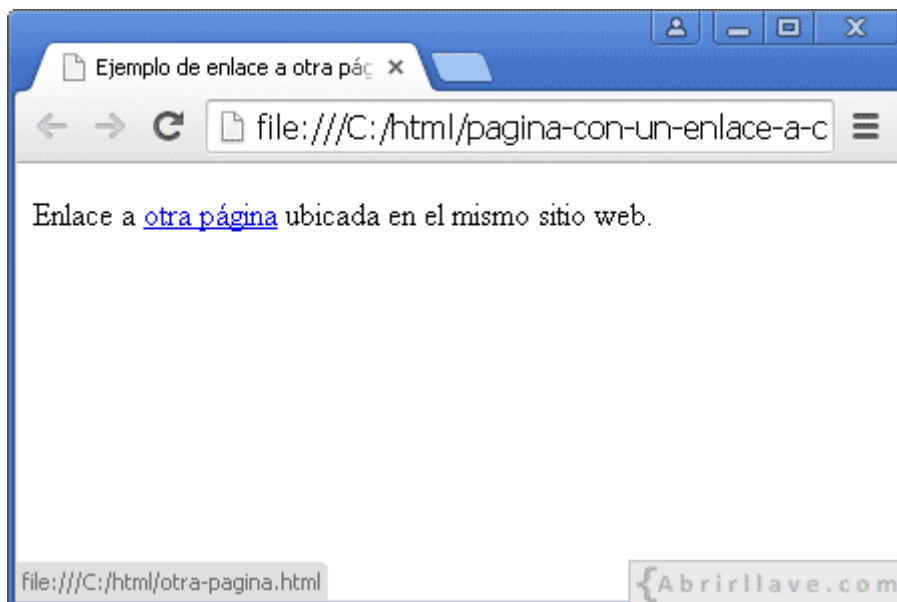 Ejemplo de enlace a otra pág
file:///C:/html/pagina-con-un-enlace-a-c
Enlace a otra página ubicada en el mismo sitio web.
file:///C:/html/otra-pagina.html
{Abrirllave.com